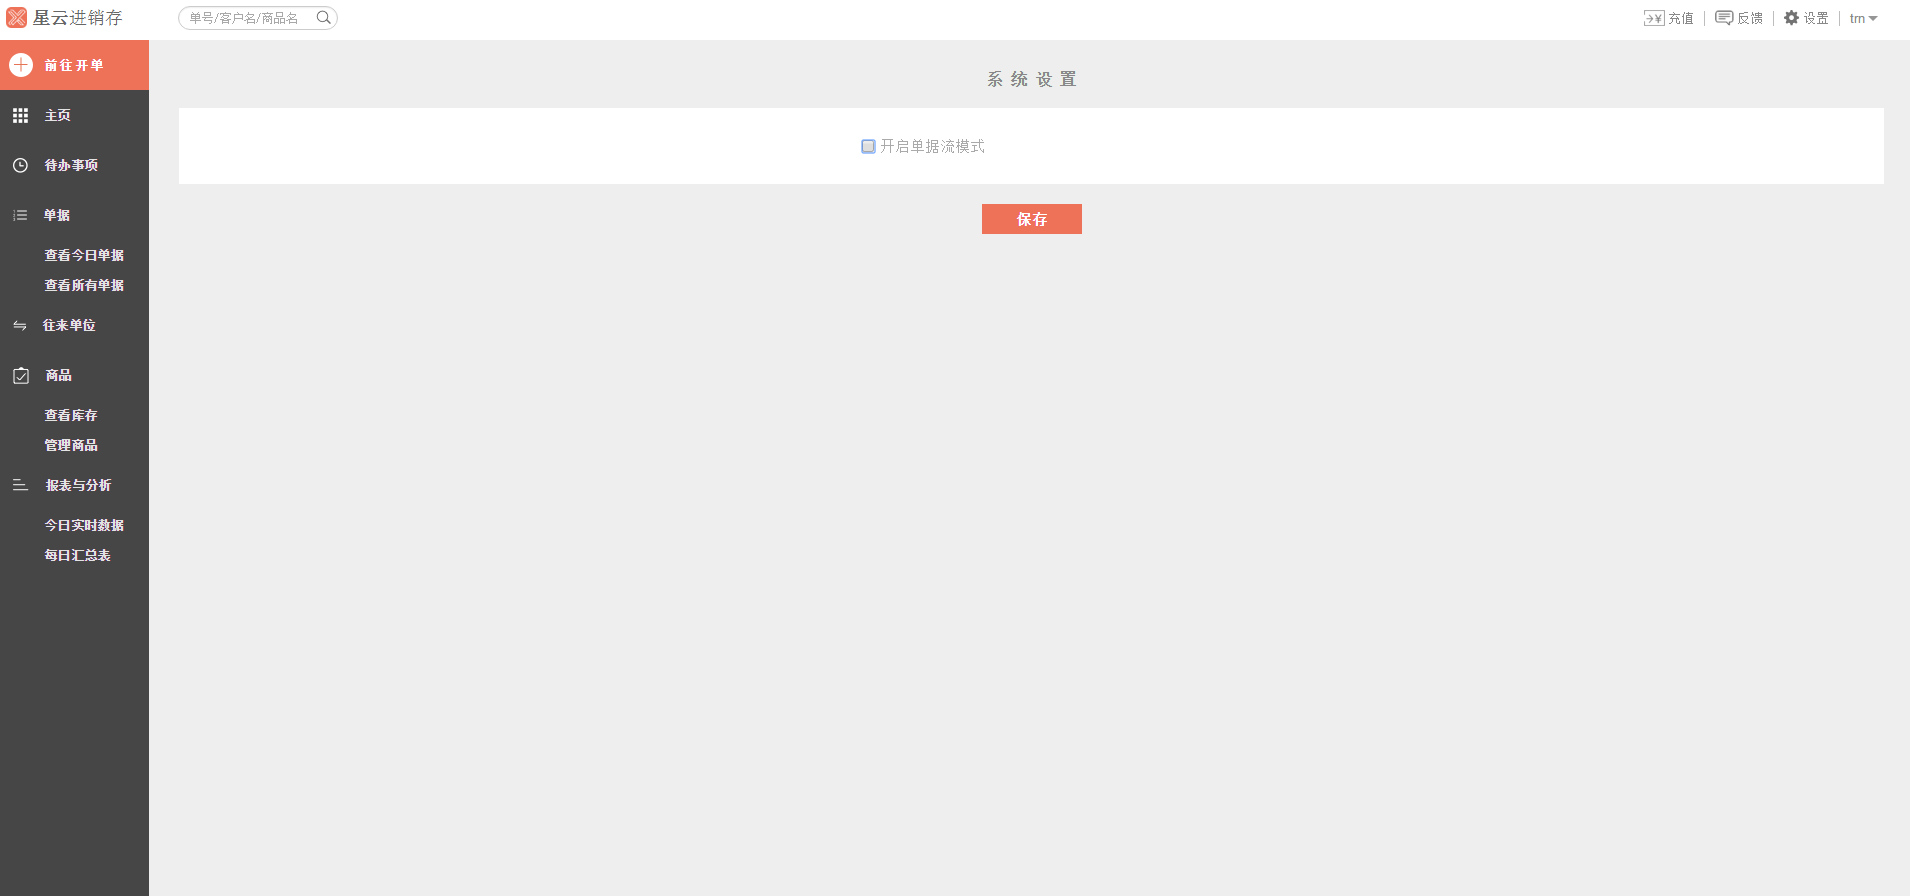 星云进销存
单号/客户名/商品名
充值
反馈
设置
trn
前往开单
主页
待办事项
单据
查看今日单据
查看所有单据
往来单位
商品
查看库存
管理商品
报表与分析
今日实时数据
每日汇总表
系统设置
开启单据流模式
保存